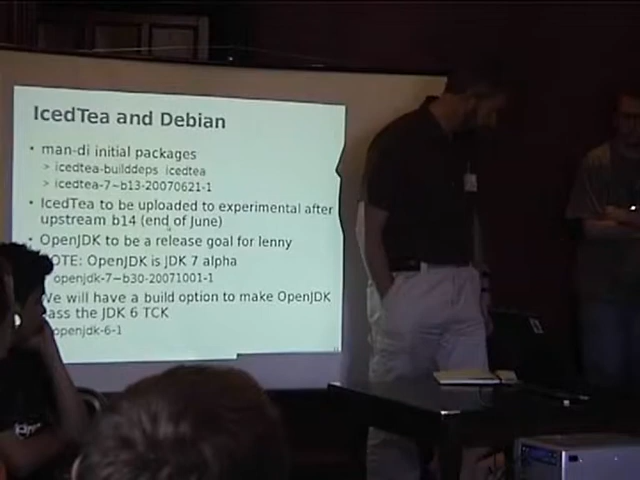 IcedTea and Debian
• man-di initial packages
> icedtea-builddeps icedtea
> icedtea-7~b13-20070621-1
• IcedTea to be uploaded to experimental after
upstream b14 (end of June)
• OpenJDK to be a release goal for lenny
OTE: OpenJDK is JDK 7 alpha
openjdk-7~b30-20071001-1
We will have a build option to make OpenJDK
ass the JDK 6 TCK
openjdk-6-1